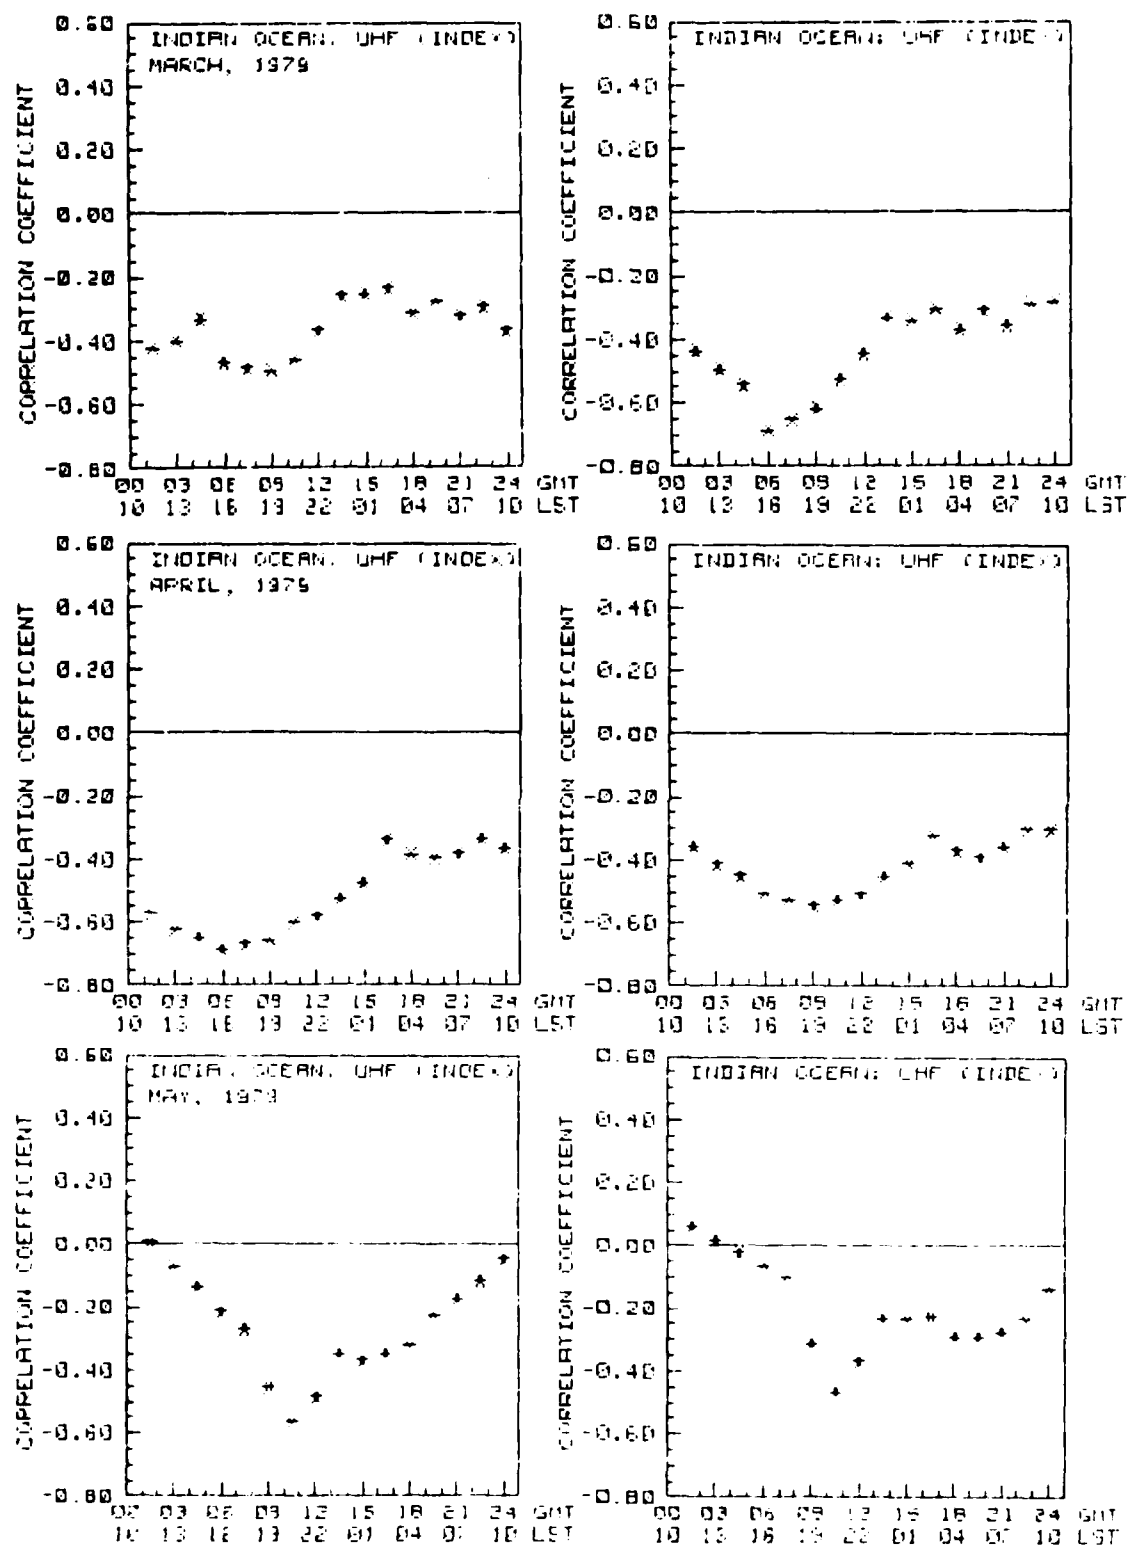 INDIAN OCEAN. UHF (INDEX)
MARCH, 1979
CORRELATION COEFFICIENT
0.60
0.40
0.20
0.00
-0.20
-0.40
-0.60
-0.80
00 03 06 09 12 15 18 21 24 GMT
10 13 16 19 22 01 04 07 10 LST
INDIAN OCEAN: UHF (INDEX)
CORRELATION COEFFICIENT
0.60
0.40
0.20
0.00
-0.20
-0.40
-0.60
-0.80
00 03 06 09 12 15 18 21 24 GMT
10 13 16 19 22 01 04 07 10 LST
INDIAN OCEAN. UHF (INDEX)
APRIL, 1979
CORRELATION COEFFICIENT
0.60
0.40
0.20
0.00
-0.20
-0.40
-0.60
-0.80
00 03 06 09 12 15 18 21 24 GMT
10 13 16 19 22 01 04 07 10 LST
INDIAN OCEAN: UHF (INDEX)
CORRELATION COEFFICIENT
0.60
0.40
0.20
0.00
-0.20
-0.40
-0.60
-0.80
00 03 06 09 12 15 18 21 24 GMT
10 13 16 19 22 01 04 07 10 LST
INDIAN OCEAN. UHF (INDEX)
MAY, 1979
CORRELATION COEFFICIENT
0.60
0.40
0.20
0.00
-0.20
-0.40
-0.60
-0.80
00 03 06 09 12 15 18 21 24 GMT
10 13 16 19 22 01 04 07 10 LST
INDIAN OCEAN: UHF (INDEX)
CORRELATION COEFFICIENT
0.60
0.40
0.20
0.00
-0.20
-0.40
-0.60
-0.80
00 03 06 09 12 15 18 21 24 GMT
10 13 16 19 22 01 04 07 10 LST